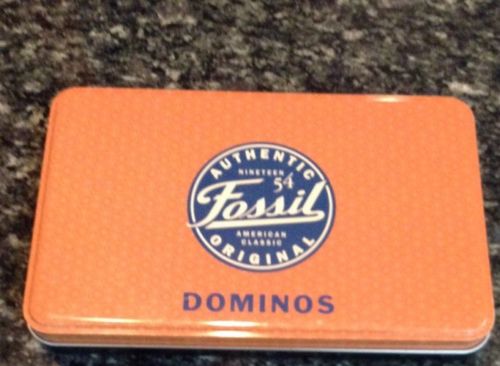 AUTHENTIC
NINETEEN
54
Fossil
AMERICAN
CLASSIC
ORIGINAL
DOMINOS